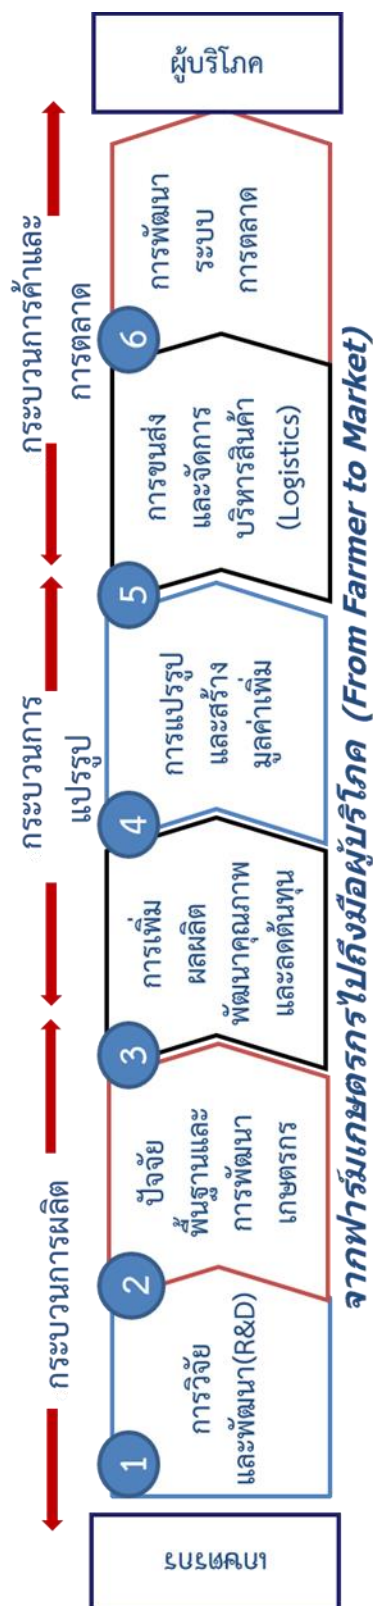 กระบวนการผลิต
กระบวนการ
แปรรูป
กระบวนการค้าและ
การตลาด
เกษตรกร
1
การวิจัย
และพัฒนา(R&D)
2
ปัจจัย
พื้นฐานและ
การพัฒนา
เกษตรกร
3
การเพิ่ม
ผลผลิต
พัฒนาคุณภาพ
และลดต้นทุน
4
การแปรรูป
และสร้าง
มูลค่าเพิ่ม
5
การขนส่ง
และจัดการ
บริหารสินค้า
(Logistics)
6
การพัฒนา
ระบบ
การตลาด
ผู้บริโภค
จากฟาร์มเกษตรกรไปถึงมือผู้บริโภค (From Farmer to Market)